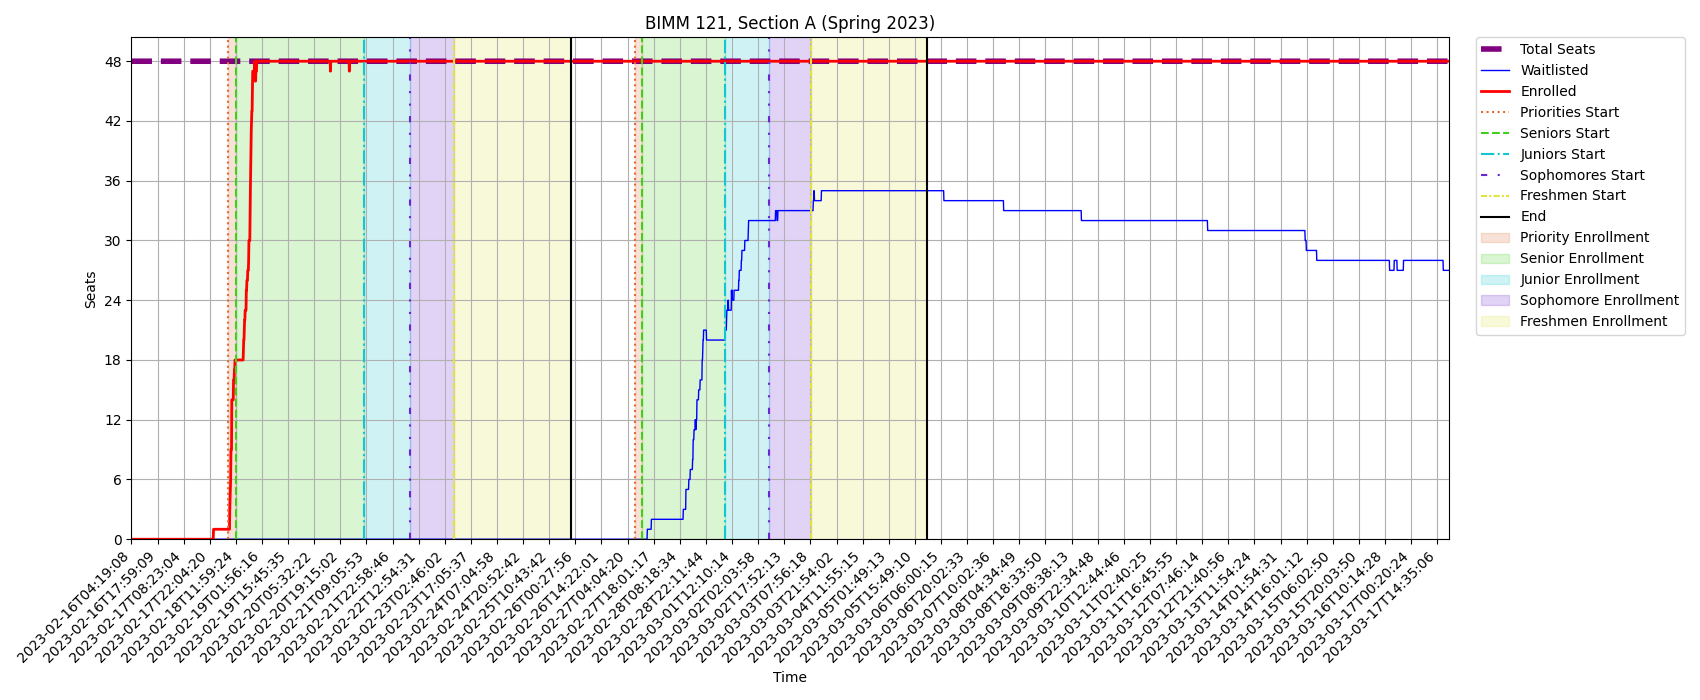 BIMM 121, Section A (Spring 2023)
Total Seats
Waitlisted
Enrolled
Priorities Start
Seniors Start
Juniors Start
Sophomores Start
Freshmen Start
End
Priority Enrollment
Senior Enrollment
Junior Enrollment
Sophomore Enrollment
Freshmen Enrollment
Seats
48
42
36
30
24
18
12
6
0
2023-02-16T04:19:08
2023-02-16T17:59:09
2023-02-17T08:23:04
2023-02-17T22:04:20
2023-02-18T11:59:24
2023-02-19T01:56:16
2023-02-19T15:45:35
2023-02-20T05:32:22
2023-02-20T19:15:02
2023-02-21T09:05:53
2023-02-21T22:58:46
2023-02-22T12:54:31
2023-02-23T02:46:02
2023-02-23T17:05:37
2023-02-24T07:04:58
2023-02-24T20:52:42
2023-02-25T10:43:42
2023-02-26T00:27:56
2023-02-26T14:22:01
2023-02-27T04:04:20
2023-02-27T18:01:17
2023-02-28T08:18:34
2023-02-28T22:11:44
2023-03-01T12:10:14
2023-03-02T02:03:58
2023-03-02T17:52:13
2023-03-03T07:56:18
2023-03-03T21:54:02
2023-03-04T11:55:15
2023-03-05T01:49:13
2023-03-05T15:49:10
2023-03-06T06:00:15
2023-03-06T20:02:33
2023-03-07T10:02:36
2023-03-08T04:34:49
2023-03-08T18:33:50
2023-03-09T08:38:13
2023-03-09T22:34:48
2023-03-10T12:44:46
2023-03-11T02:40:25
2023-03-11T16:45:55
2023-03-12T07:46:14
2023-03-12T21:40:56
2023-03-13T11:54:24
2023-03-14T01:54:31
2023-03-14T16:01:12
2023-03-15T06:02:50
2023-03-15T20:03:50
2023-03-16T10:14:28
2023-03-17T00:20:24
2023-03-17T14:35:06
Time